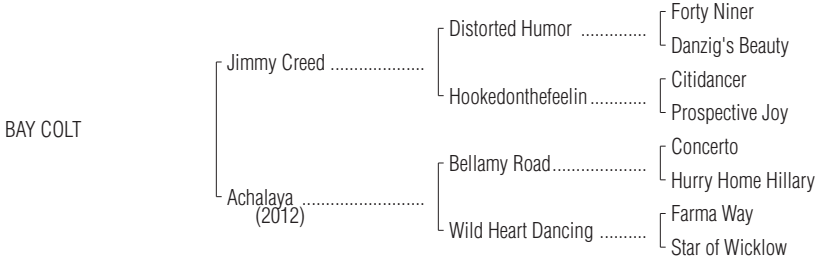 Forty Niner
Distorted Humor ..............
Danzig's Beauty
Jimmy Creed ....................
Citidancer
Hookedonthefeelin ............
Prospective Joy
BAY COLT
Concerto
Bellamy Road....................
Hurry Home Hillary
Achalaya ..........................
(2012)
Farma Way
Wild Heart Dancing ..........
Star of Wicklow